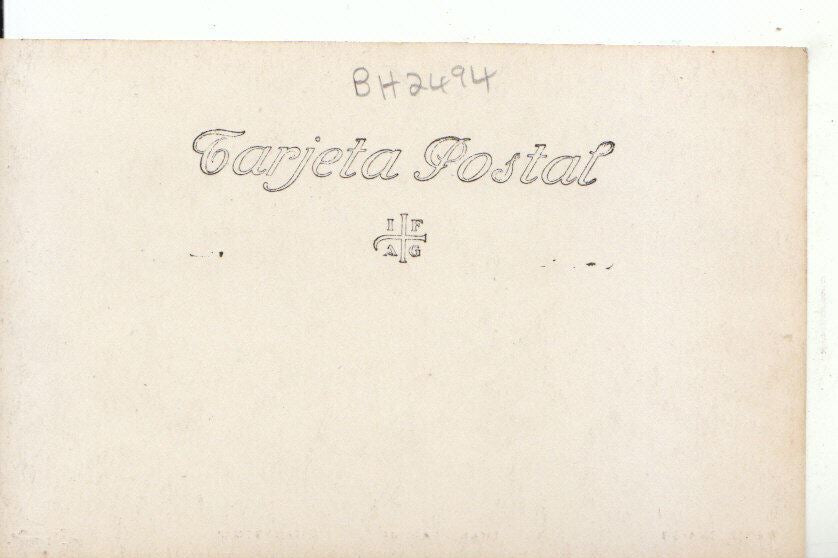 BH2494
Tarjeta Postal
I F
A G